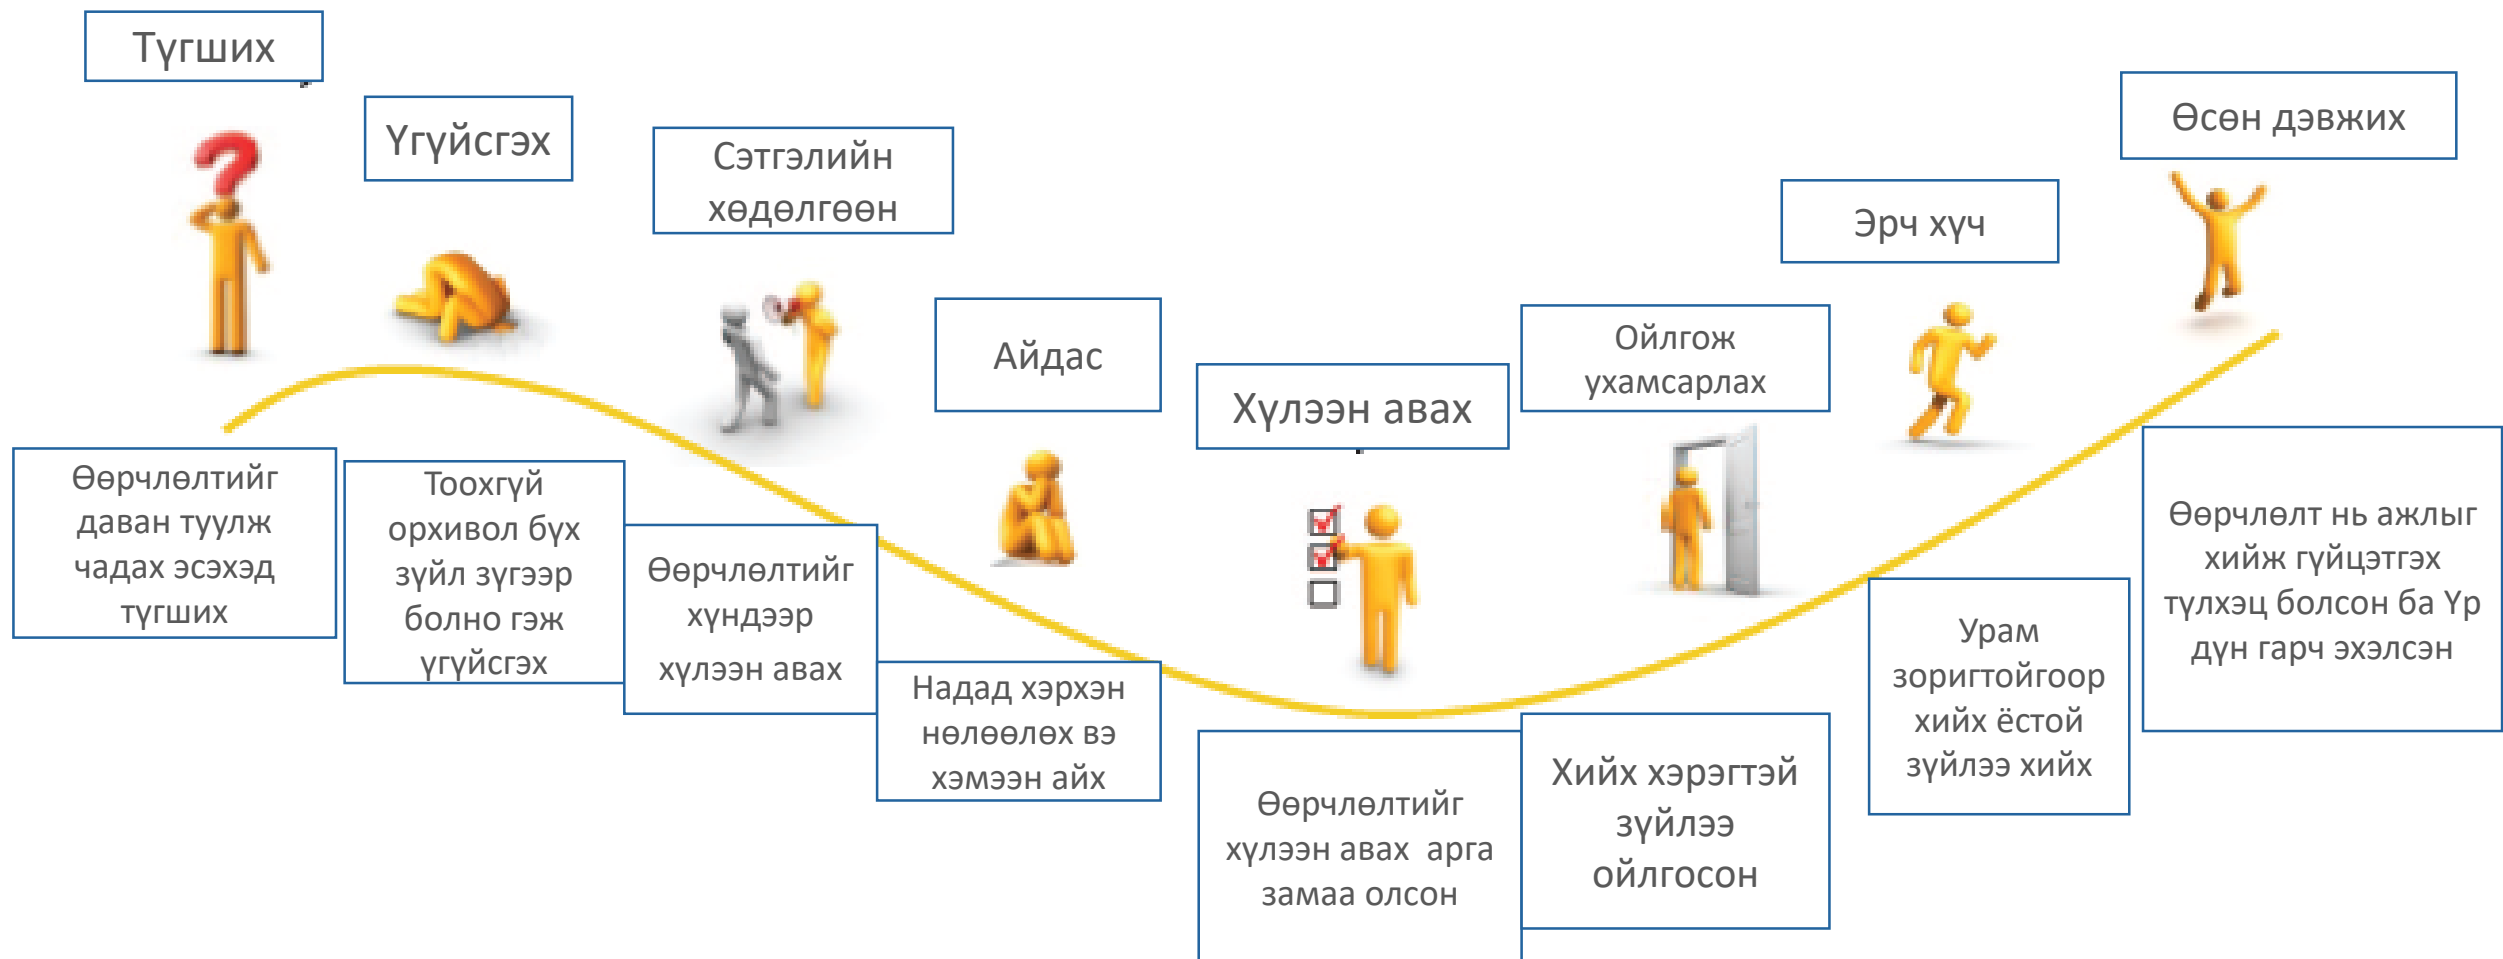 Түгших
Үгүйсгэх
Сэтгэлийн
хөдөлгөөн
Айдас
Хүлээн авах
Ойлгож
ухамсарлах
Эрч хүч
Өсөн дэвжих
Өөрчлөлтийг
даван туулж
чадах эсэхэд
түгших
Тоохгүй
орхивол бүх
зүйл зүгээр
болно гэж
үгүйсгэх
Өөрчлөлтийг
хүндээр
хүлээн авах
Надад хэрхэн
нөлөөлөх вэ
хэмээн айх
Өөрчлөлтийг
хүлээн авах арга
замаа олсон
Хийх хэрэгтэй
зүйлээ
ойлгосон
Урам
зоригтойгоор
хийх ёстой
зүйлээ хийх
Өөрчлөлт нь ажлыг
хийж гүйцэтгэх
түлхэц болсон ба Үр
дүн гарч эхэлсэн